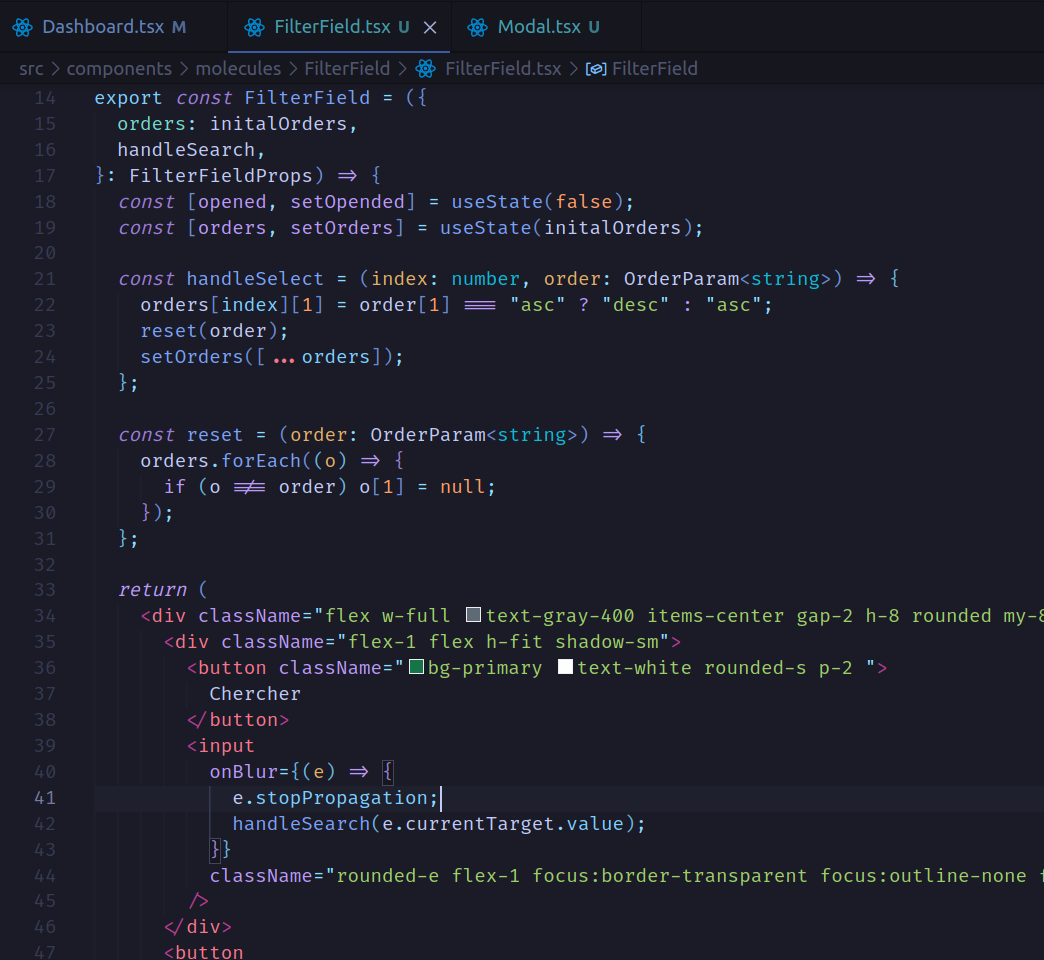 Dashboard.tsx M FilterField.tsx U Modal.tsx U
src > components > molecules > FilterField > FilterField.tsx > FilterField
14 export const FilterField = ({
15 orders: initalOrders,
16 handleSearch,
17 }: FilterFieldProps) => {
18 const [opened, setOpended] = useState(false);
19 const [orders, setOrders] = useState(initalOrders);
20
21 const handleSelect = (index: number, order: OrderParam<string>) => {
22 orders[index][1] = order[1] === "asc" ? "desc" : "asc";
23 reset(order);
24 setOrders([...orders]);
25 };
26
27 const reset = (order: OrderParam<string>) => {
28 orders.forEach((o) => {
29 if (o !== order) o[1] = null;
30 });
31 };
32
33 return (
34 <div className="flex w-full text-gray-400 items-center gap-2 h-8 rounded my-8
35 <div className="flex-1 flex h-fit shadow-sm">
36 <button className="bg-primary text-white rounded-s p-2 ">
37 Chercher
38 </button>
39 <input
40 onBlur={(e) => {
41 e.stopPropagation;
42 handleSearch(e.currentTarget.value);
43 }}
44 className="rounded-e flex-1 focus:border-transparent focus:outline-none
45 />
46 </div>
47 <button